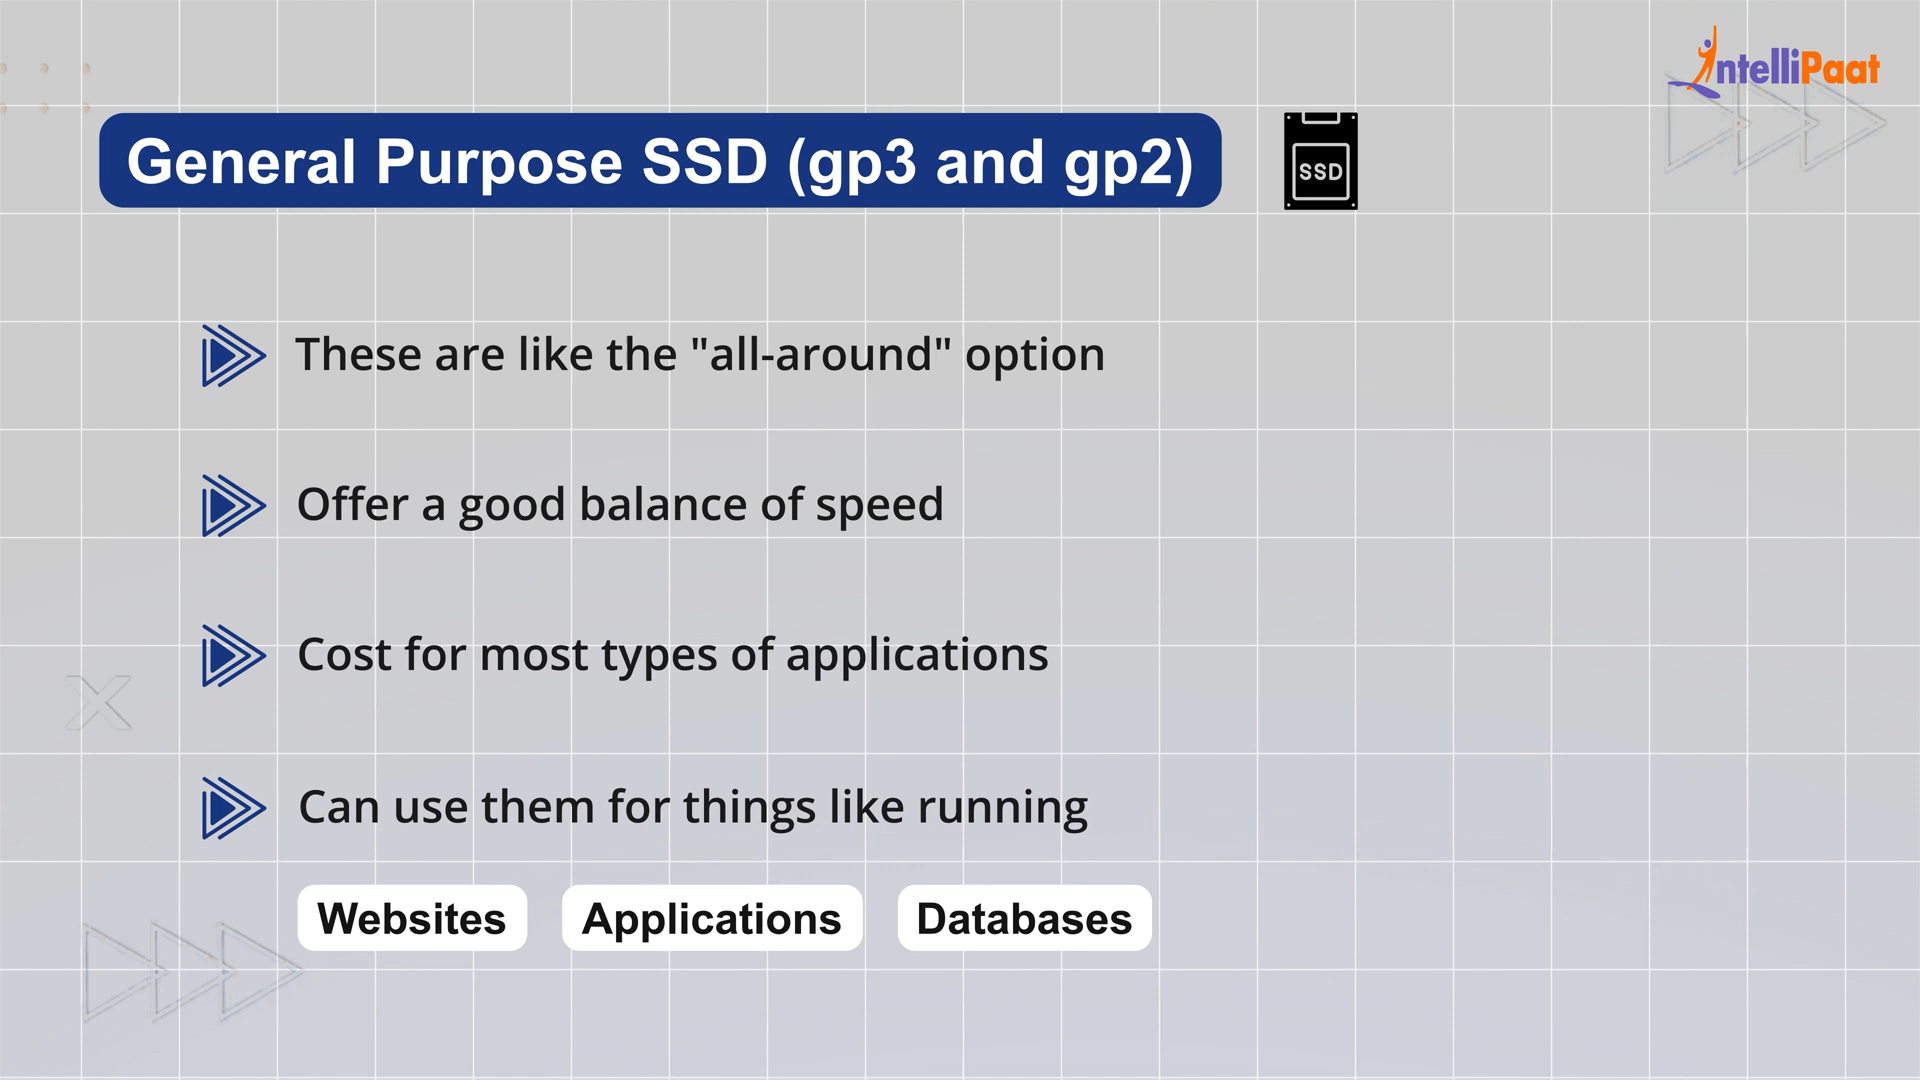 IntelliPaat
General Purpose SSD (gp3 and gp2)
SSD
These are like the "all-around" option
Offer a good balance of speed
Cost for most types of applications
Can use them for things like running
Websites Applications Databases